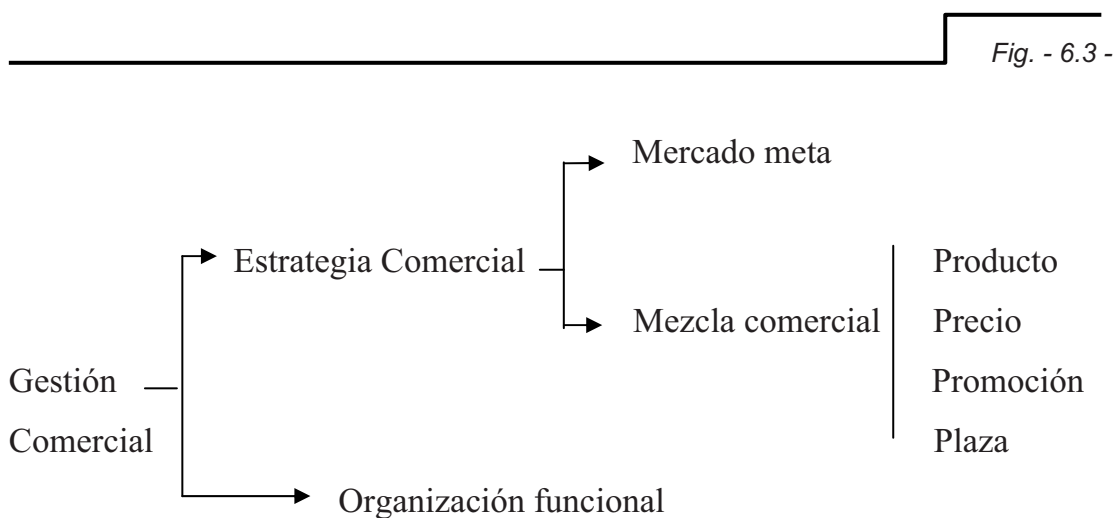 Fig. - 6.3 -
Mercado meta
Estrategia Comercial
Producto
Mezcla comercial
Precio
Gestión
Promoción
Comercial
Plaza
Organización funcional